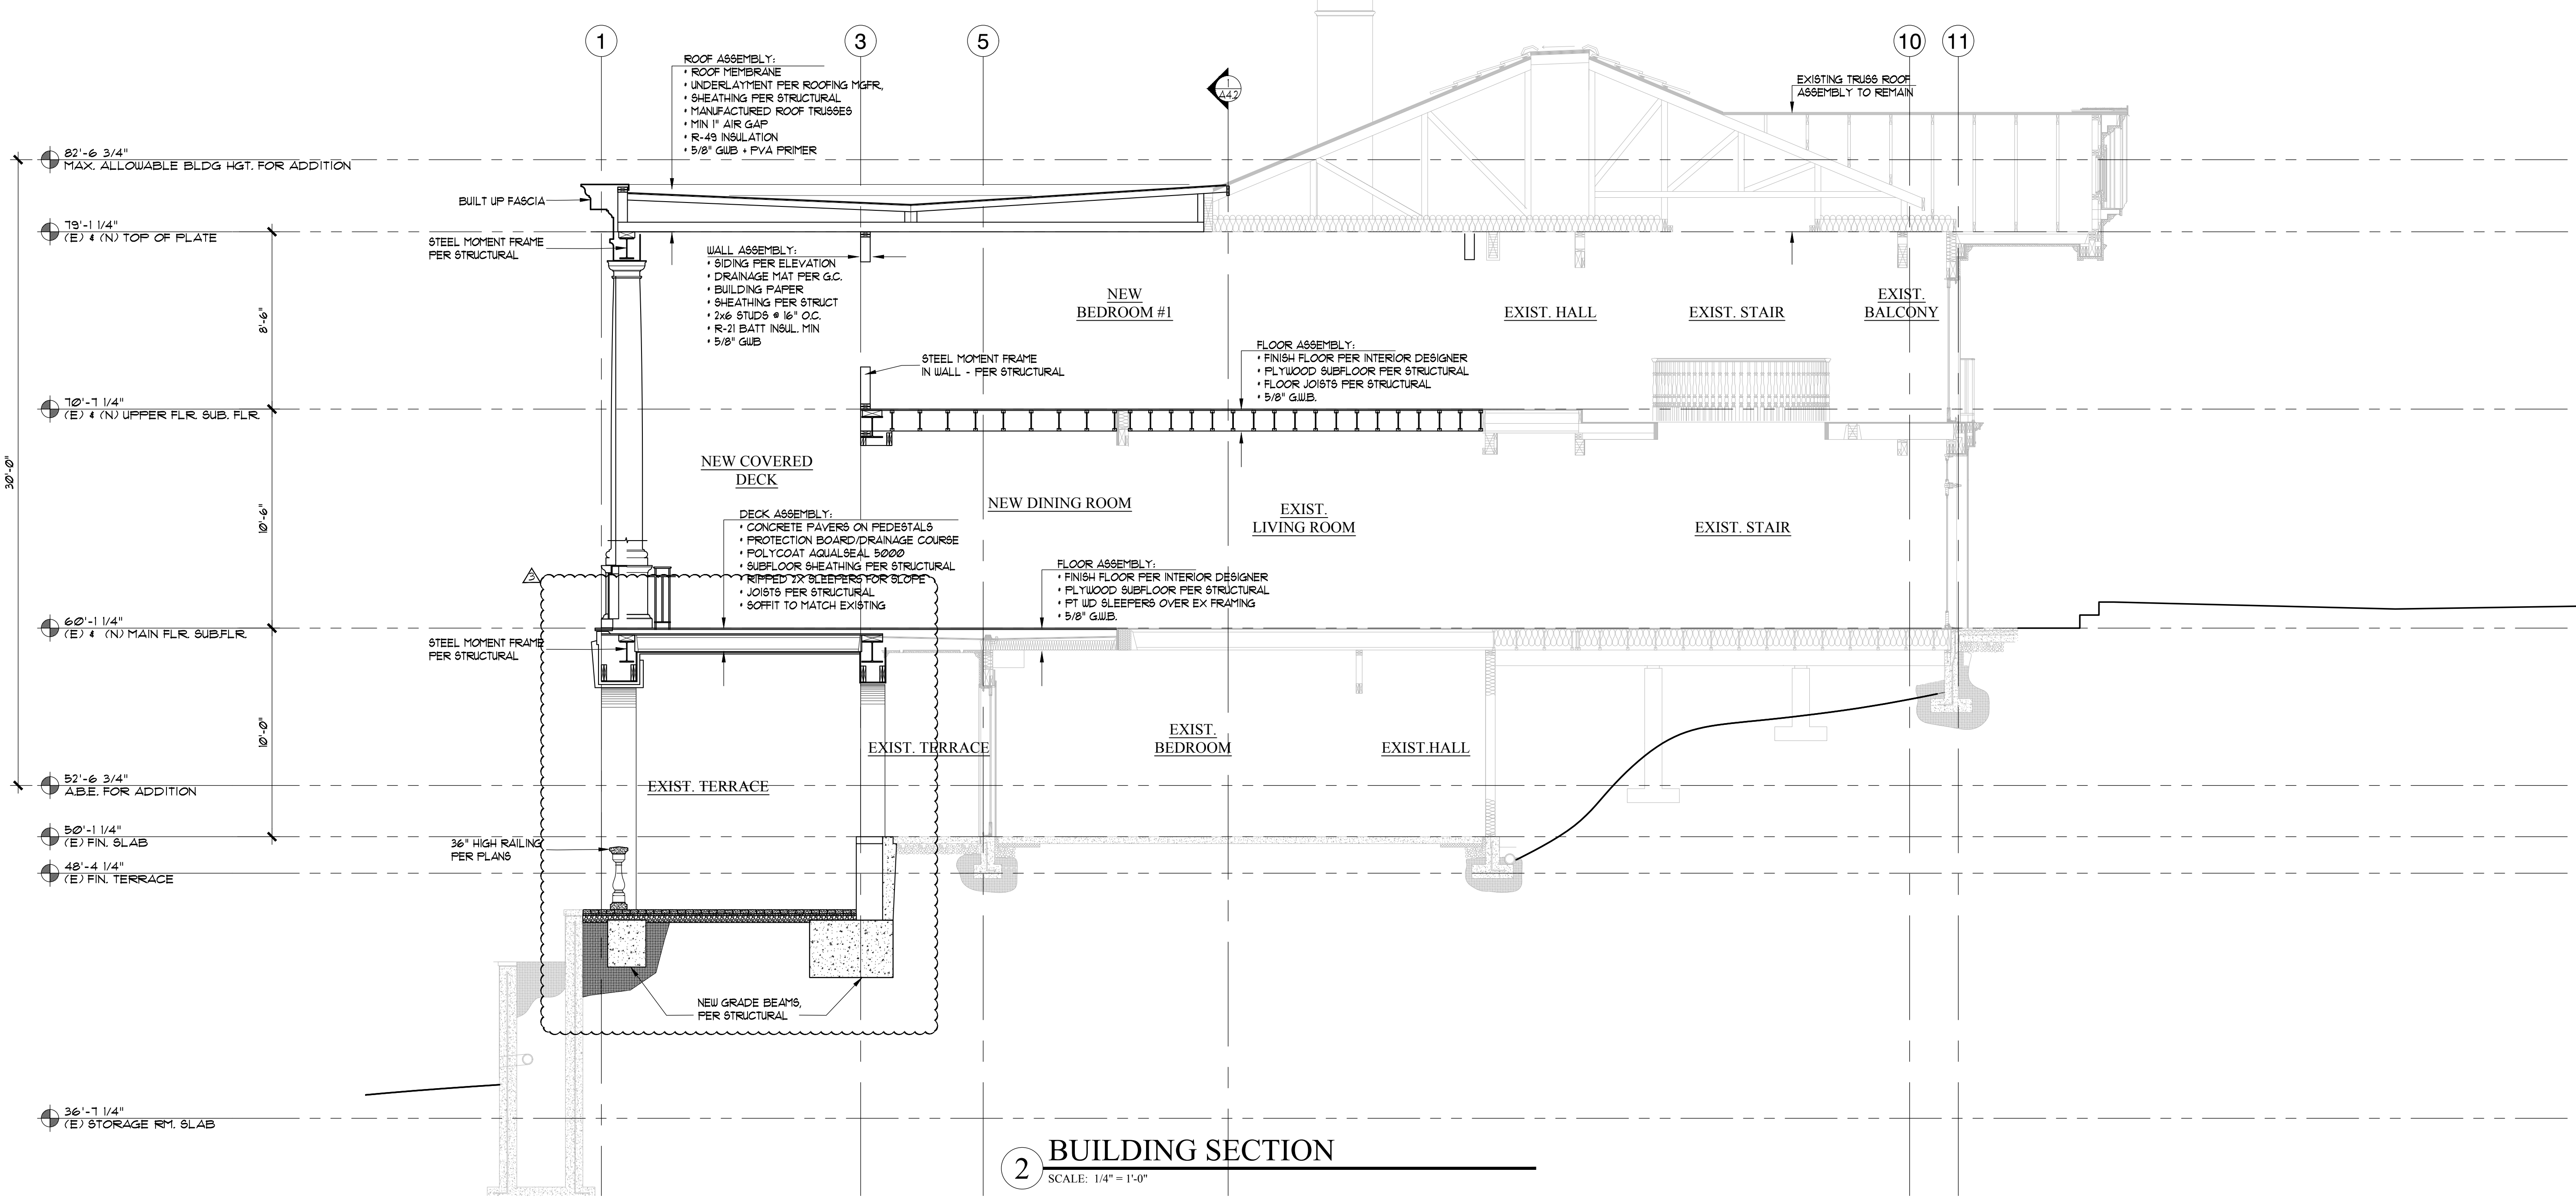 1
3
5
10
11
1
A4.2
ROOF ASSEMBLY:
• ROOF MEMBRANE
• UNDERLAYMENT PER ROOFING MGFR,
• SHEATHING PER STRUCTURAL
• MANUFACTURED ROOF TRUSSES
• MIN 1" AIR GAP
• R-49 INSULATION
• 5/8" GWB + PVA PRIMER
EXISTING TRUSS ROOF
ASSEMBLY TO REMAIN
82'-6 3/4"
MAX. ALLOWABLE BLDG HGT. FOR ADDITION
BUILT UP FASCIA
79'-1 1/4"
(E) & (N) TOP OF PLATE
STEEL MOMENT FRAME
PER STRUCTURAL
WALL ASSEMBLY:
• SIDING PER ELEVATION
• DRAINAGE MAT PER G.C.
• BUILDING PAPER
• SHEATHING PER STRUCT
• 2x6 STUDS @ 16" O.C.
• R-21 BATT INSUL. MIN
• 5/8" GWB
NEW
BEDROOM #1
EXIST. HALL
EXIST. STAIR
EXIST.
BALCONY
8'-6"
STEEL MOMENT FRAME
IN WALL - PER STRUCTURAL
FLOOR ASSEMBLY:
• FINISH FLOOR PER INTERIOR DESIGNER
• PLYWOOD SUBFLOOR PER STRUCTURAL
• FLOOR JOISTS PER STRUCTURAL
• 5/8" G.W.B.
70'-7 1/4"
(E) & (N) UPPER FLR. SUB. FLR.
30'-0"
10'-6"
NEW COVERED
DECK
NEW DINING ROOM
EXIST.
LIVING ROOM
EXIST. STAIR
DECK ASSEMBLY:
• CONCRETE PAVERS ON PEDESTALS
• PROTECTION BOARD/DRAINAGE COURSE
• POLYCOAT AQUALSEAL 5000
• SUBFLOOR SHEATHING PER STRUCTURAL
• RIPPED 2X SLEEPERS FOR SLOPE
• JOISTS PER STRUCTURAL
• SOFFIT TO MATCH EXISTING
FLOOR ASSEMBLY:
• FINISH FLOOR PER INTERIOR DESIGNER
• PLYWOOD SUBFLOOR PER STRUCTURAL
• PT WD SLEEPERS OVER EX FRAMING
• 5/8" G.W.B.
3
60'-1 1/4"
(E) & (N) MAIN FLR. SUB.FLR.
STEEL MOMENT FRAME
PER STRUCTURAL
10'-0"
EXIST. TERRACE
EXIST.
BEDROOM
EXIST.HALL
EXIST. TERRACE
52'-6 3/4"
A.B.E. FOR ADDITION
50'-1 1/4"
(E) FIN. SLAB
36" HIGH RAILING
PER PLANS
48'-4 1/4"
(E) FIN. TERRACE
NEW GRADE BEAMS,
PER STRUCTURAL
36'-7 1/4"
(E) STORAGE RM. SLAB
2
BUILDING SECTION
SCALE: 1/4" = 1'-0"